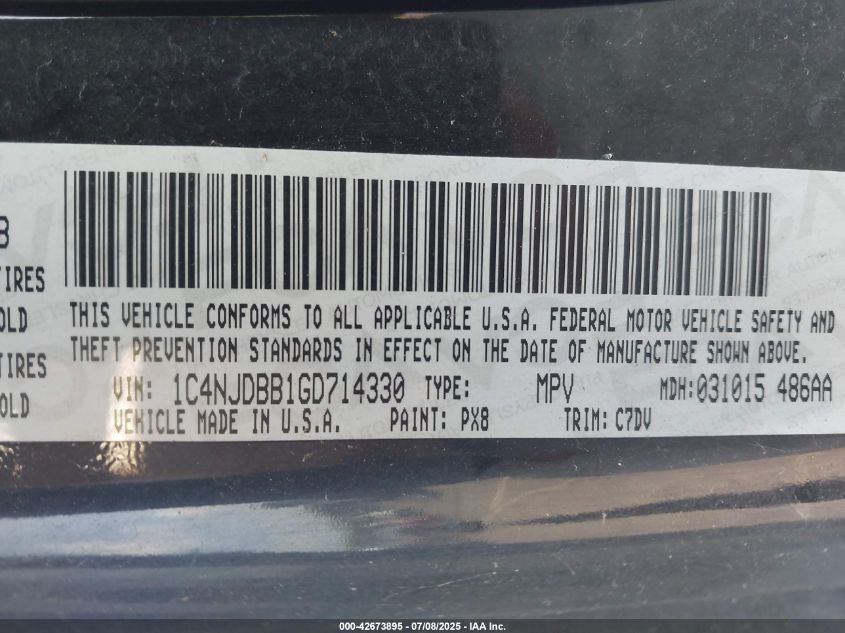 8
TIRES
OLD
TIRES
OLD
THIS VEHICLE CONFORMS TO ALL APPLICABLE U.S.A. FEDERAL MOTOR VEHICLE SAFETY AND
THEFT PREVENTION STANDARDS IN EFFECT ON THE DATE OF MANUFACTURE SHOWN ABOVE.
VIN: 1C4NJDBB1GD714330 TYPE: MPV MDH:031015 486AA
VEHICLE MADE IN U.S.A. PAINT: PX8 TRIM: C7DV
000-42673895 - 07/08/2025 - IAA Inc.